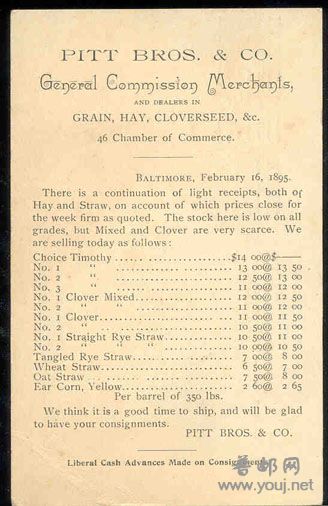 PITT BROS. & CO.
General Commission Merchants,
AND DEALERS IN
GRAIN, HAY, CLOVERSEED, &c.
46 Chamber of Commerce.
BALTIMORE, February 16, 1895.
There is a continuation of light receipts, both of
Hay and Straw, on account of which prices close for
the week firm as quoted. The stock here is low on all
grades, but Mixed and Clover are very scarce. We
are selling today as follows:
Choice Timothy ........ $14 00@$——
No. 1 “ ........ 13 00@ 13 50
No. 2 “ ........ 12 50@ 13 00
No. 3 “ ........ 11 00@ 12 00
No. 1 Clover Mixed........ 12 00@ 12 50
No. 2 “ “ ........ 11 00@ 12 00
No. 1 Clover........ 11 00@ 11 50
No. 2 “ ........ 10 50@ 11 00
No. 1 Straight Rye Straw........ 10 50@ 11 00
No. 2 “ “ “ ........ 10 00@ 10 50
Tangled Rye Straw........ 7 00@ 8 00
Wheat Straw........ 6 50@ 7 00
Oat Straw ........ 7 50@ 8 00
Ear Corn, Yellow........ 2 60@ 2 65
Per barrel of 350 lbs.
We think it is a good time to ship, and will be glad
to have your consignments.
PITT BROS. & CO.
Liberal Cash Advances Made on Consignments.
普邮网
www.youj.net